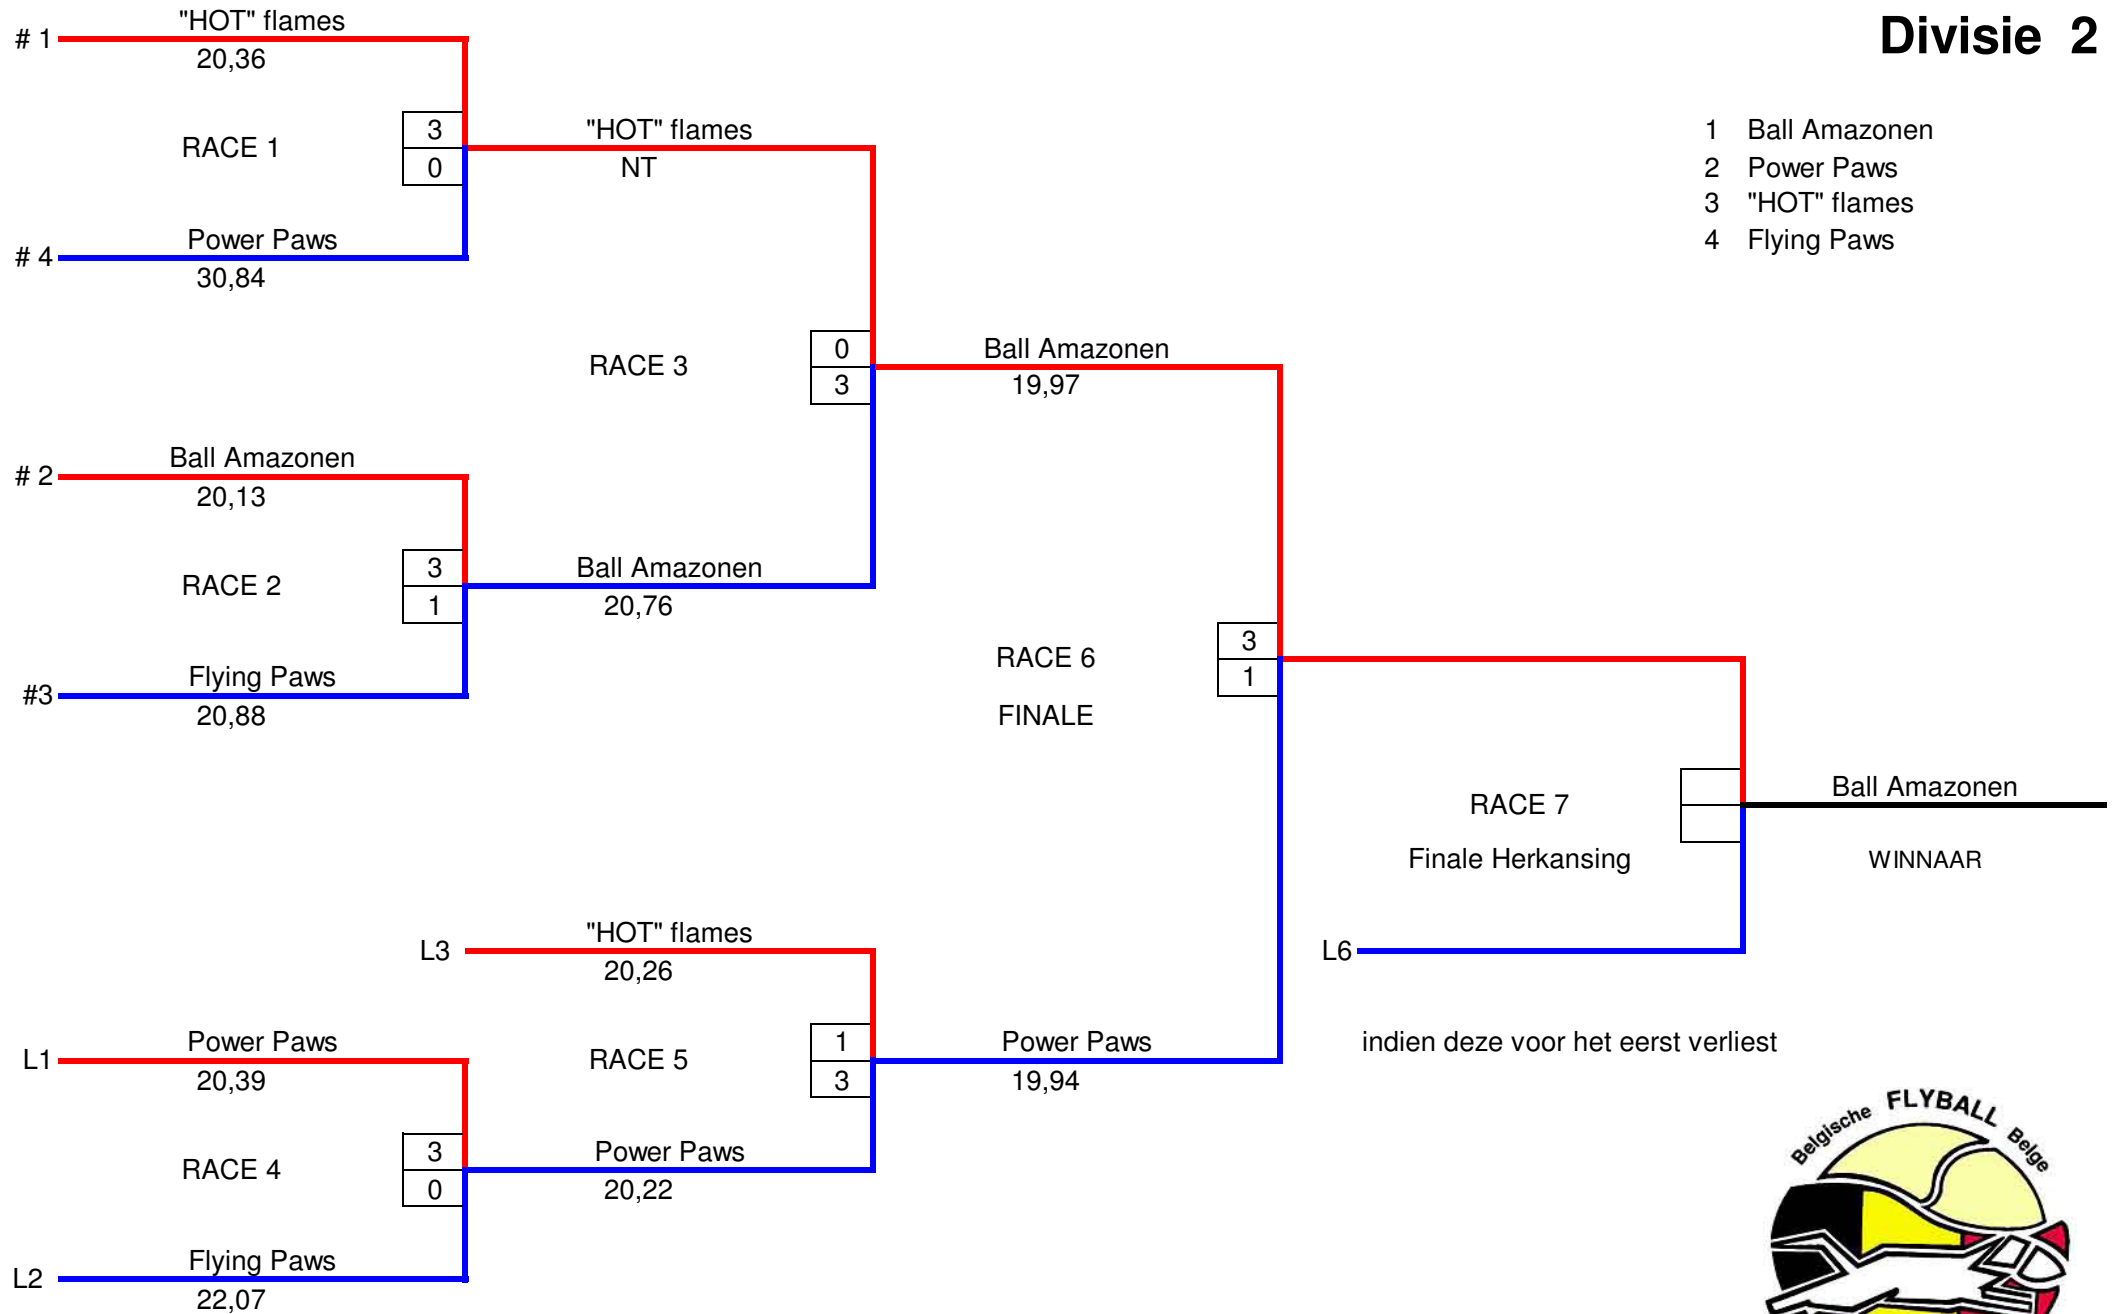 Divisie 2
1 Ball Amazonen
2 Power Paws
3 "HOT" flames
4 Flying Paws
# 1
"HOT" flames
20,36
RACE 1
3
0
# 4
Power Paws
30,84
"HOT" flames
NT
RACE 3
0
3
# 2
Ball Amazonen
20,13
RACE 2
3
1
#3
Flying Paws
20,88
Ball Amazonen
20,76
Ball Amazonen
19,97
RACE 6
FINALE
3
1
RACE 7
Finale Herkansing
Ball Amazonen
WINNAAR
L6
indien deze voor het eerst verliest
L3
"HOT" flames
20,26
RACE 5
1
3
L1
Power Paws
20,39
RACE 4
3
0
L2
Flying Paws
22,07
Power Paws
20,22
Power Paws
19,94
Belgische FLYBALL Belge